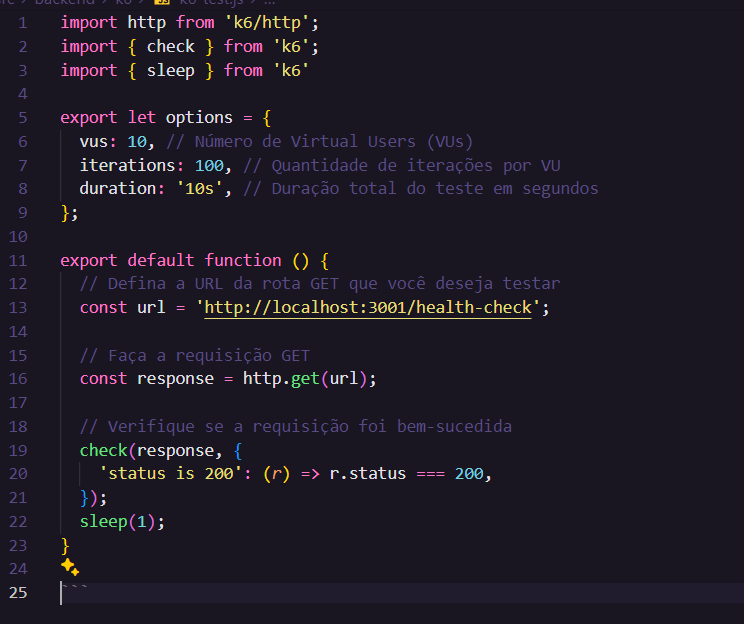 backend > k6 > JS k6-test.js > ...
1 import http from 'k6/http';
2 import { check } from 'k6';
3 import { sleep } from 'k6'
4
5 export let options = {
6 vus: 10, // Número de Virtual Users (VUs)
7 iterations: 100, // Quantidade de iterações por VU
8 duration: '10s', // Duração total do teste em segundos
9 };
10
11 export default function () {
12 // Defina a URL da rota GET que você deseja testar
13 const url = 'http://localhost:3001/health-check';
14
15 // Faça a requisição GET
16 const response = http.get(url);
17
18 // Verifique se a requisição foi bem-sucedida
19 check(response, {
20 'status is 200': (r) => r.status === 200,
21 });
22 sleep(1);
23 }
24
25 ```